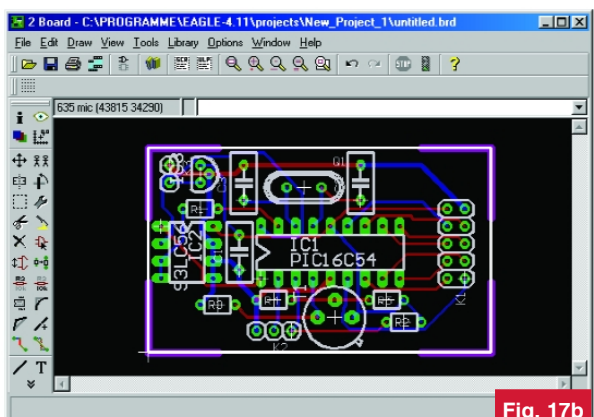 2 Board - C:\PROGRAMME\EAGLE-4.11\projects\New_Project_1\untitled.brd
File Edit Draw View Tools Library Options Window Help
635 mic (43815 34290)
Q1
IC1
PIC16C54
93LC56
IC2
R1
R3
R4
R5
R2
K2
K1
Fig. 17b